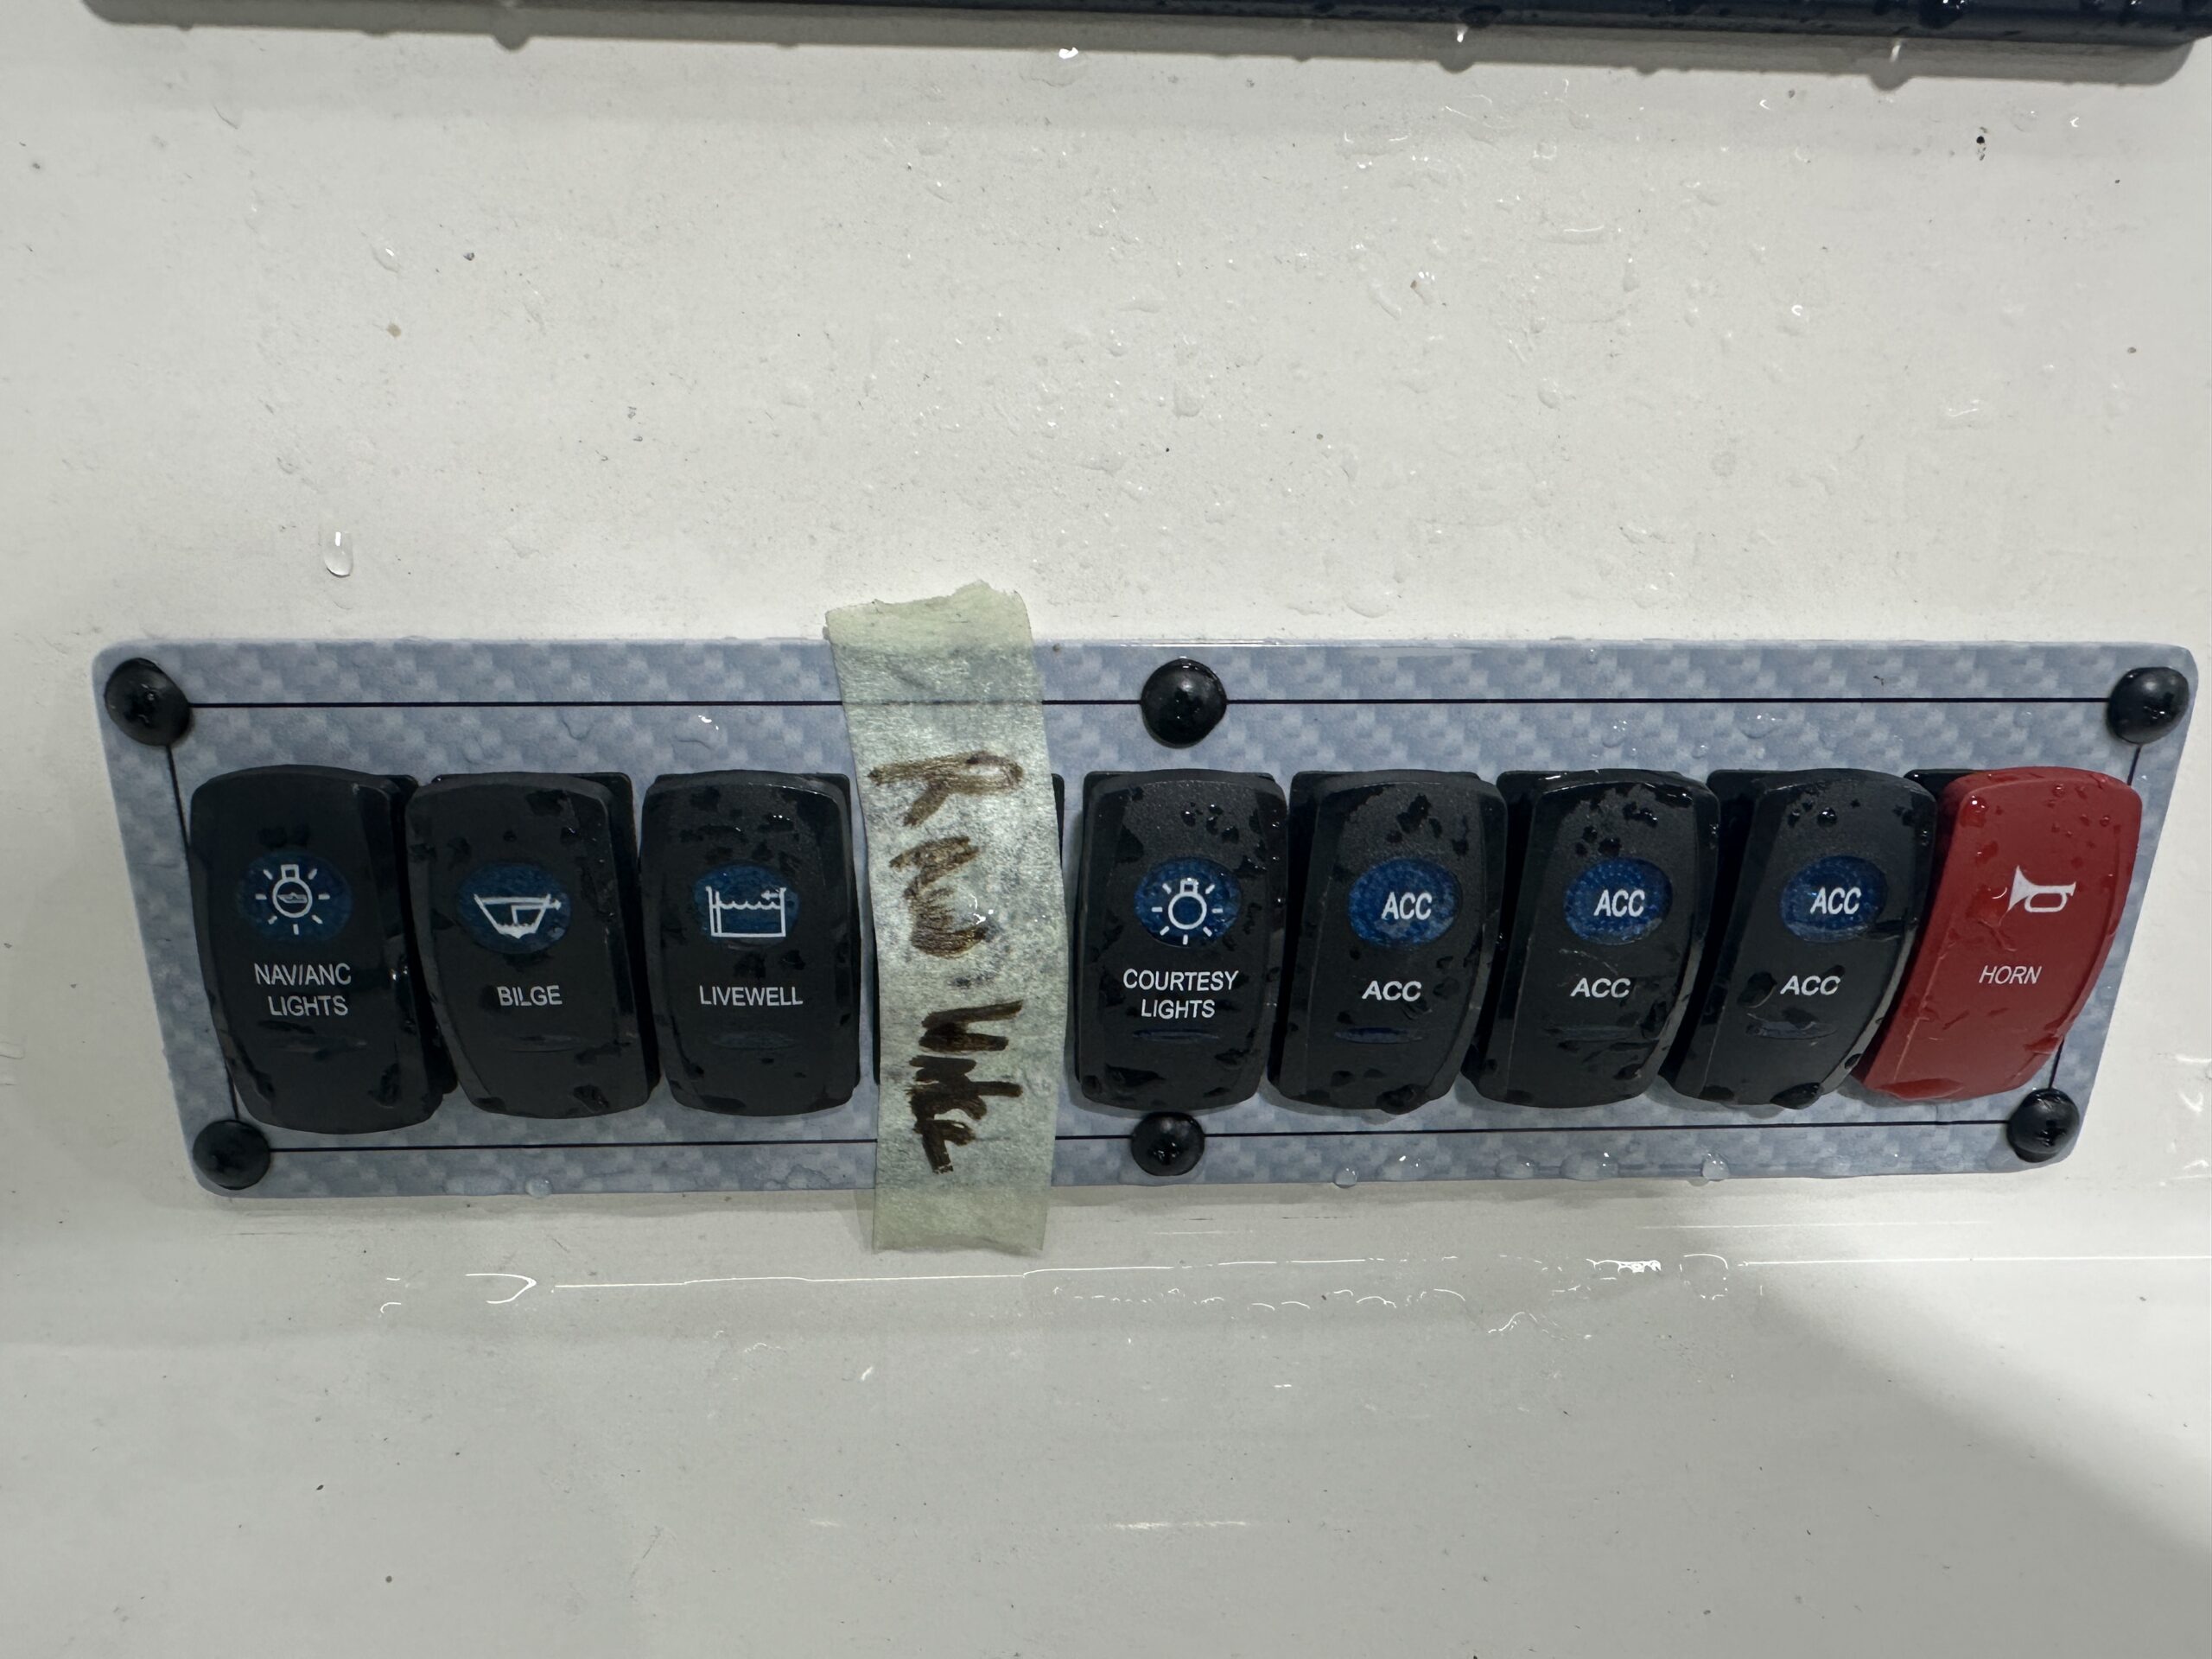 NAV/ANC
LIGHTS
BILGE
LIVEWELL
Raw
COURTESY
LIGHTS
ACC
ACC
ACC
ACC
ACC
ACC
HORN